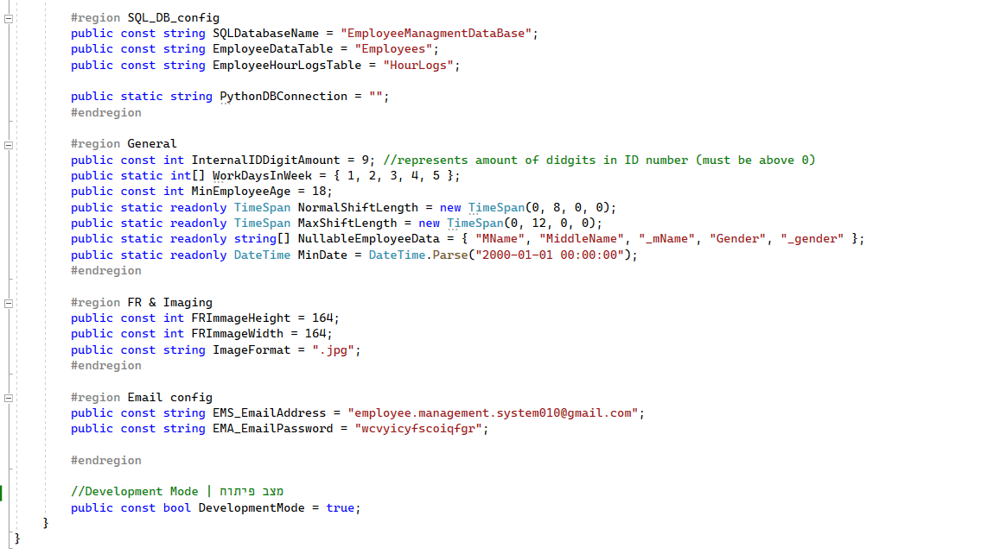 #region SQL_DB_config
public const string SQLDatabaseName = "EmployeeManagmentDataBase";
public const string EmployeeDataTable = "Employees";
public const string EmployeeHourLogsTable = "HourLogs";
public static string PythonDBConnection = "";
#endregion
#region General
public const int InternalIDDigitAmount = 9; //represents amount of didgits in ID number (must be above 0)
public static int[] WorkDaysInWeek = { 1, 2, 3, 4, 5 };
public const int MinEmployeeAge = 18;
public static readonly TimeSpan NormalShiftLength = new TimeSpan(0, 8, 0, 0);
public static readonly TimeSpan MaxShiftLength = new TimeSpan(0, 12, 0, 0);
public static readonly string[] NullableEmployeeData = { "MName", "MiddleName", "_mName", "Gender", "_gender" };
public static readonly DateTime MinDate = DateTime.Parse("2000-01-01 00:00:00");
#endregion
#region FR & Imaging
public const int FRImmageHeight = 164;
public const int FRImmageWidth = 164;
public const string ImageFormat = ".jpg";
#endregion
#region Email config
public const string EMS_EmailAddress = "employee.management.system010@gmail.com";
public const string EMA_EmailPassword = "wcvyicyfscoiqfgr";
#endregion
//Development Mode | מצב פיתוח
public const bool DevelopmentMode = true;
}
}